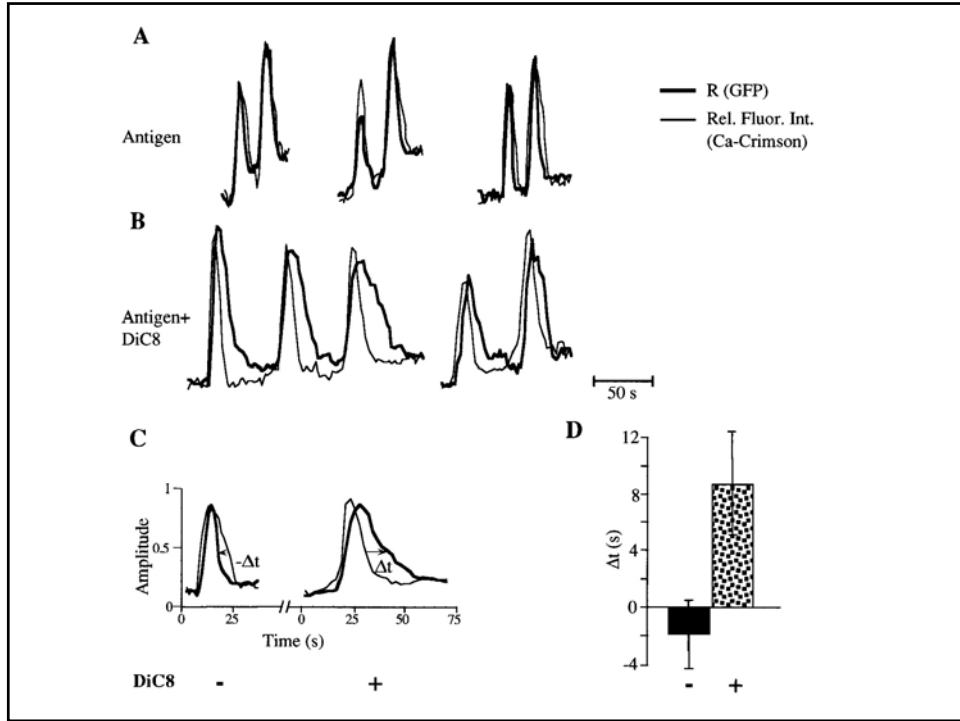 A
R (GFP)
Rel. Fluor. Int.
(Ca-Crimson)
Antigen
B
Antigen+
DiC8
50 s
C
D
Amplitude
1
0.5
0
-Δt
Δt
0
25
0
25
50
75
Time (s)
DiC8
-
+
Δt (s)
12
8
4
0
-4
-
+